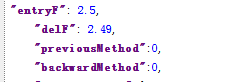 "entryF": 2.5,
"delF": 2.49,
"previousMethod":0,
"backwardMethod":0,